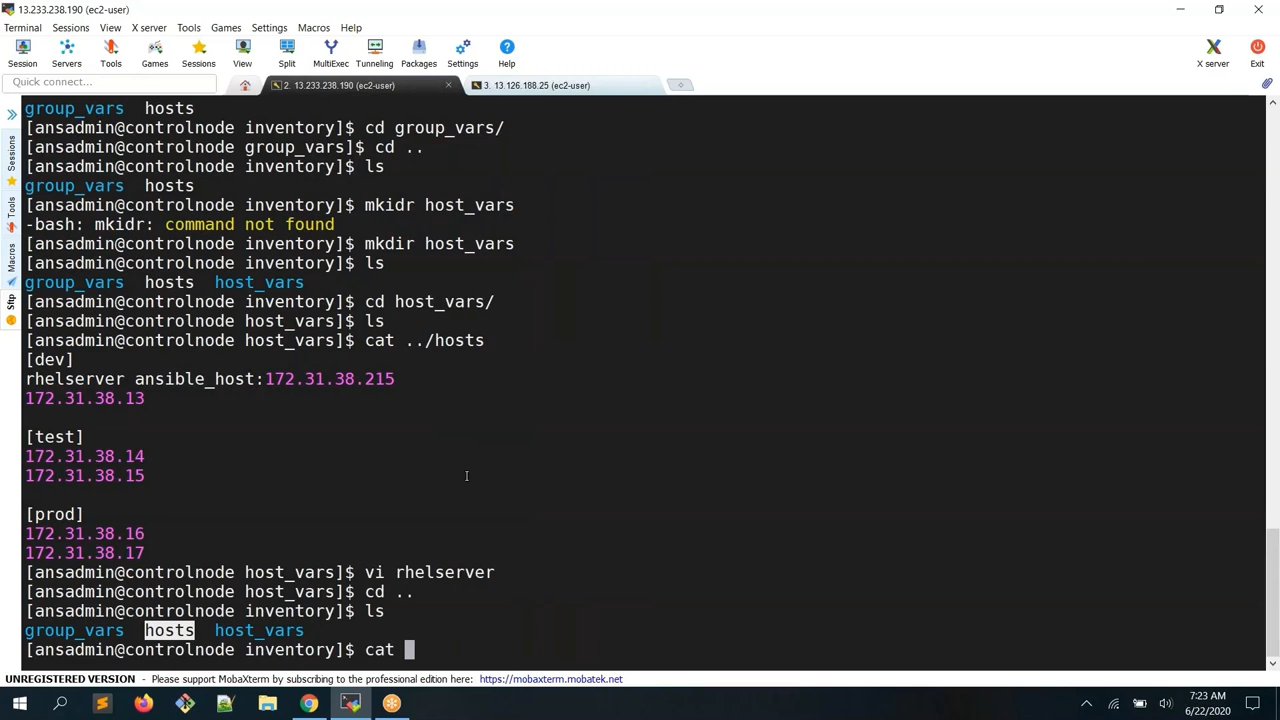 13.233.238.190 (ec2-user)
Terminal Sessions View X server Tools Games Settings Macros Help
Session Servers Tools Games Sessions View Split MultiExec Tunneling Packages Settings Help X server Exit
Quick connect...
2. 13.233.238.190 (ec2-user)
3. 13.126.188.25 (ec2-user)
Sessions
Tools
Macros
Sftp
group_vars  hosts
[ansadmin@controlnode inventory]$ cd group_vars/
[ansadmin@controlnode group_vars]$ cd ..
[ansadmin@controlnode inventory]$ ls
group_vars  hosts
[ansadmin@controlnode inventory]$ mkidr host_vars
-bash: mkidr: command not found
[ansadmin@controlnode inventory]$ mkdir host_vars
[ansadmin@controlnode inventory]$ ls
group_vars  hosts  host_vars
[ansadmin@controlnode inventory]$ cd host_vars/
[ansadmin@controlnode host_vars]$ ls
[ansadmin@controlnode host_vars]$ cat ../hosts
[dev]
rhelserver ansible_host:172.31.38.215
172.31.38.13
[test]
172.31.38.14
172.31.38.15
[prod]
172.31.38.16
172.31.38.17
[ansadmin@controlnode host_vars]$ vi rhelserver
[ansadmin@controlnode host_vars]$ cd ..
[ansadmin@controlnode inventory]$ ls
group_vars  hosts  host_vars
[ansadmin@controlnode inventory]$ cat
UNREGISTERED VERSION - Please support MobaXterm by subscribing to the professional edition here: https://mobaxterm.mobatek.net
7:23 AM
6/22/2020